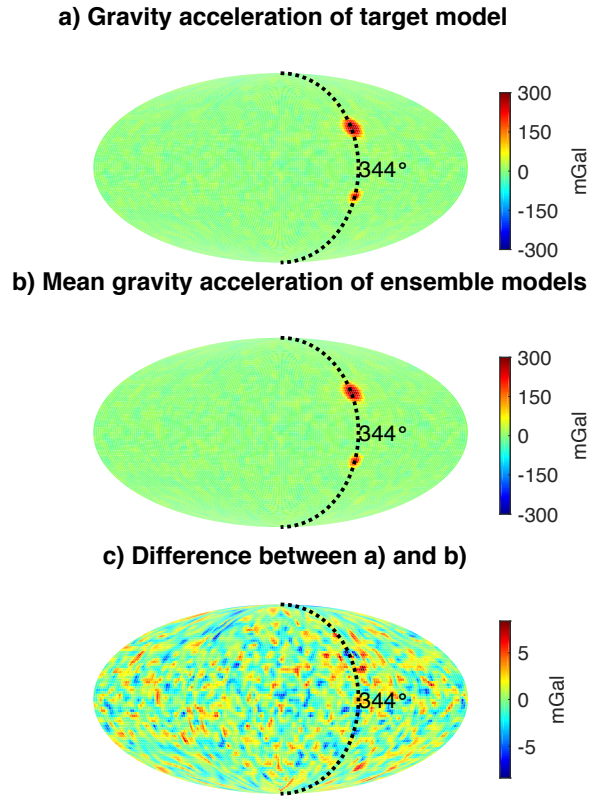 a) Gravity acceleration of target model
344°
300
150
0
-150
-300
mGal
b) Mean gravity acceleration of ensemble models
344°
300
150
0
-150
-300
mGal
c) Difference between a) and b)
344°
5
0
-5
mGal